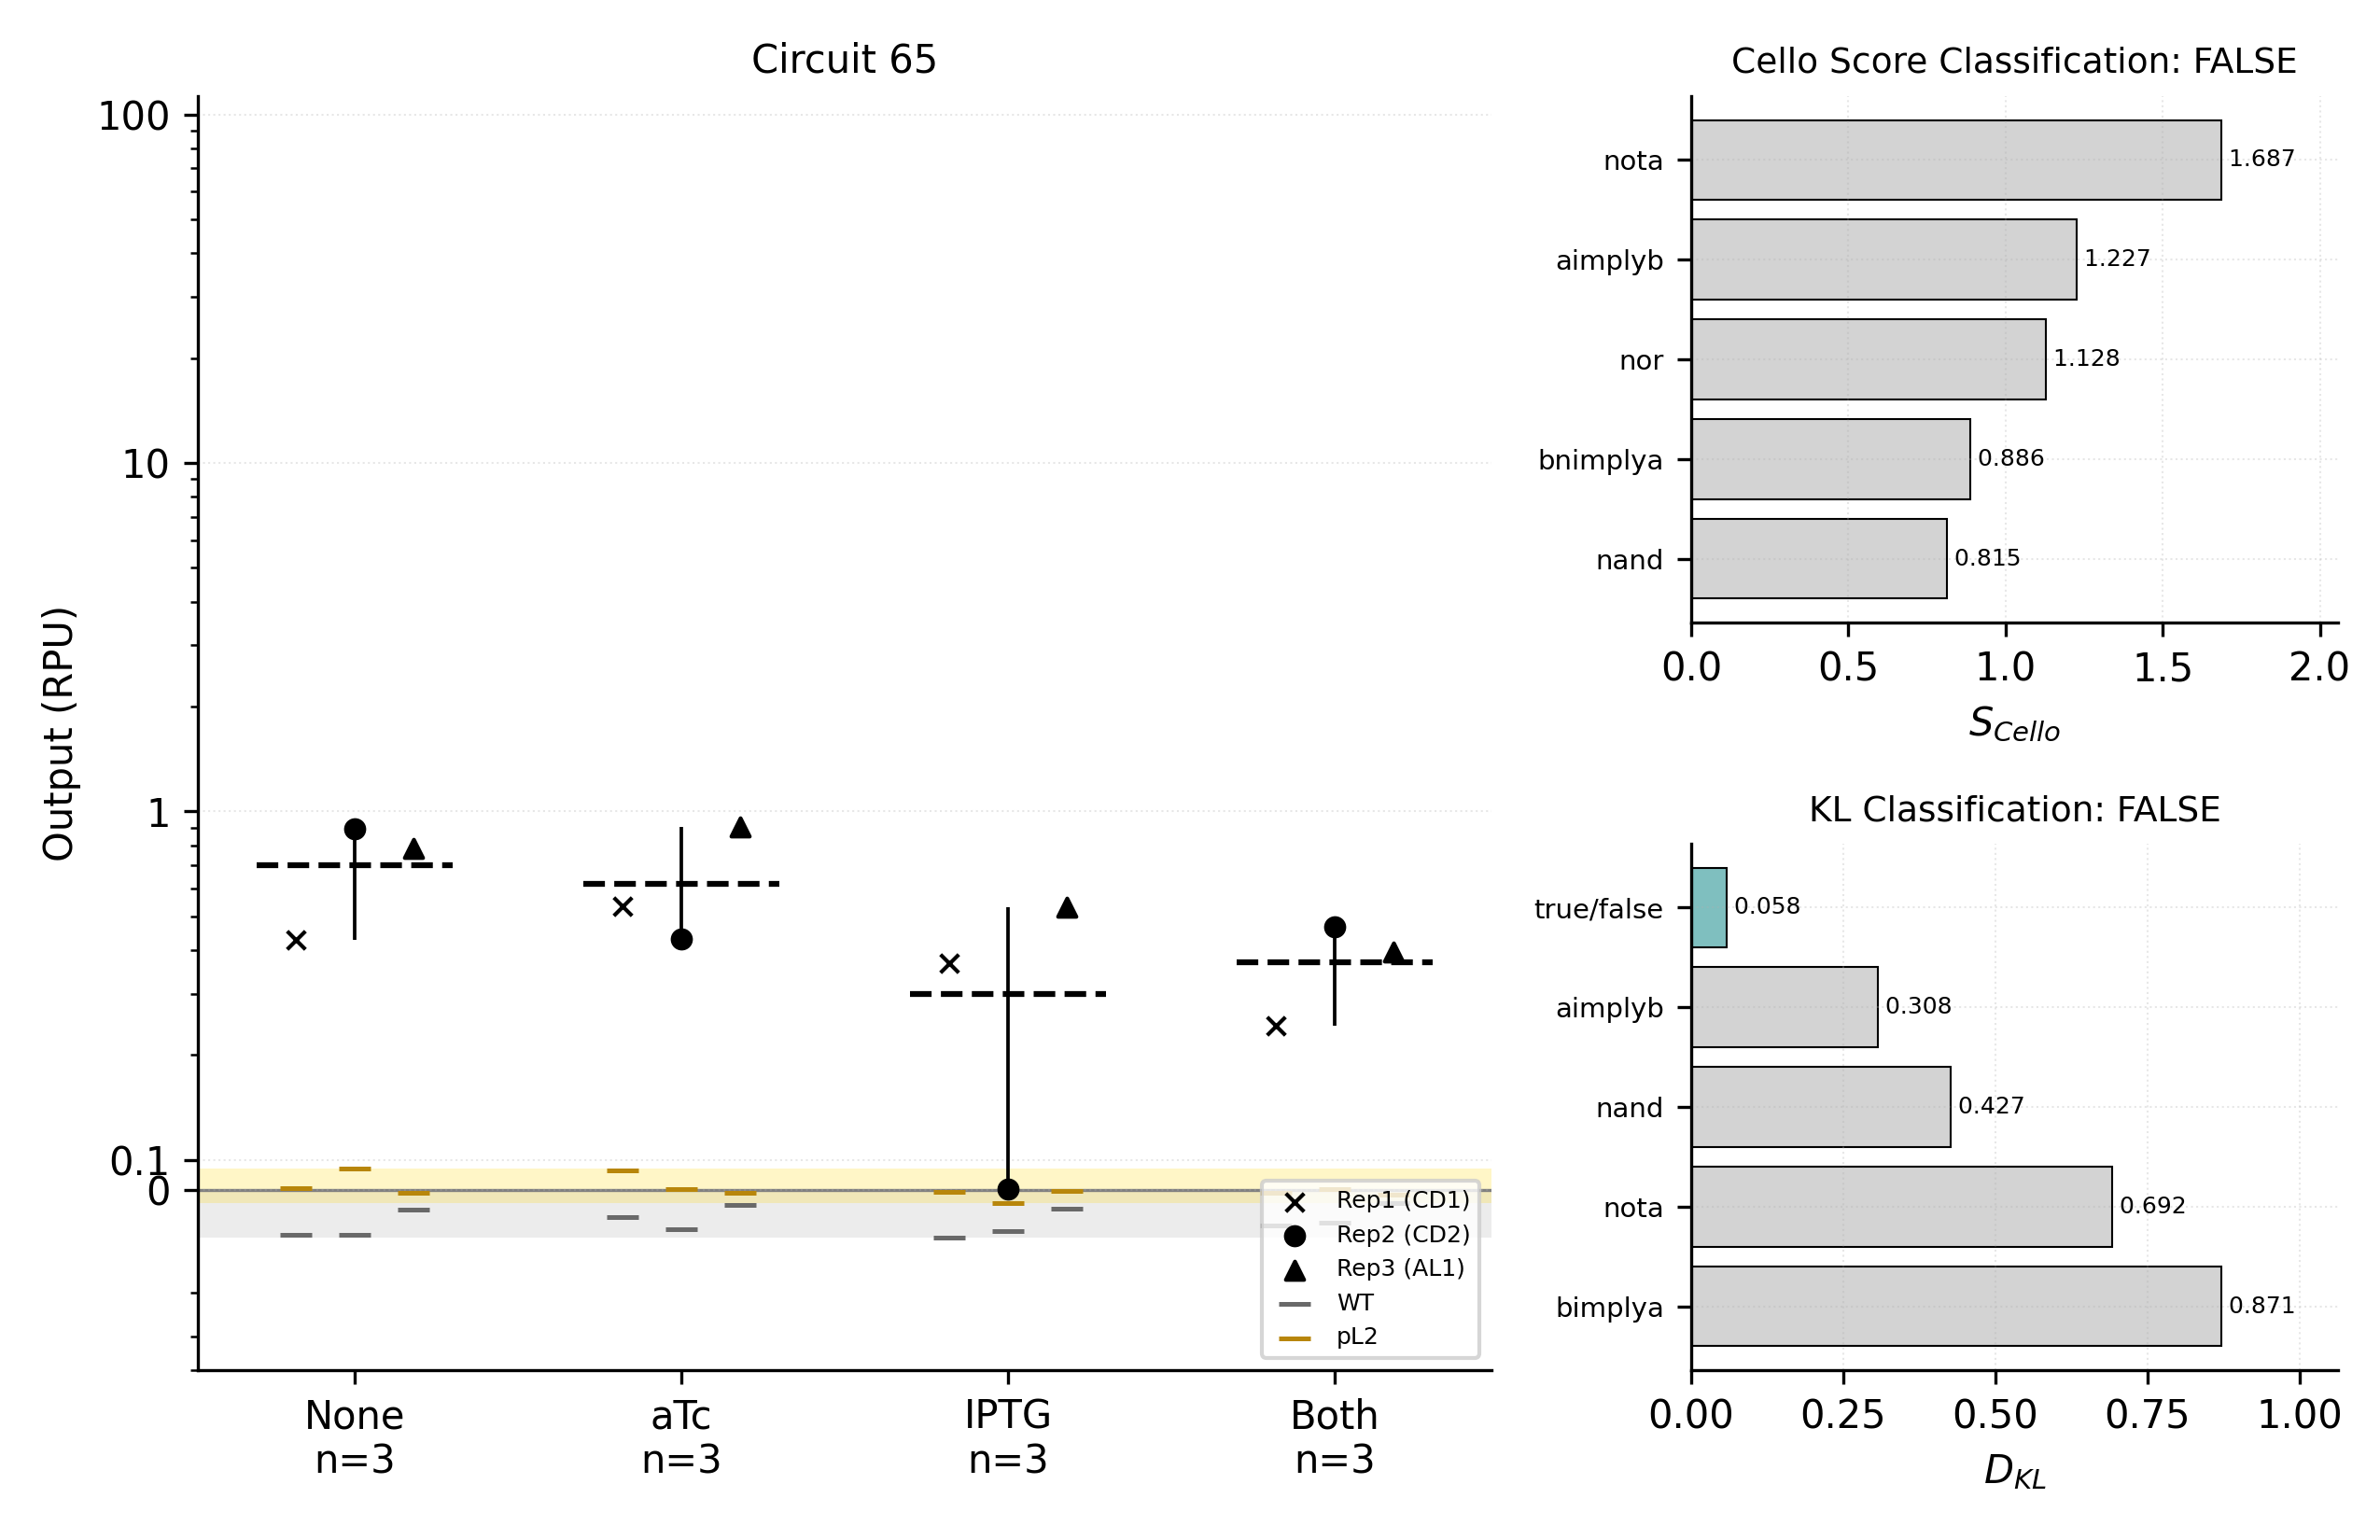 Circuit 65
Output (RPU)
100
10
1
0.1
0
None
n=3
aTc
n=3
IPTG
n=3
Both
n=3
Rep1 (CD1)
Rep2 (CD2)
Rep3 (AL1)
WT
pL2
Cello Score Classification: FALSE
nota
1.687
aimplyb
1.227
nor
1.128
bnimplya
0.886
nand
0.815
0.0 0.5 1.0 1.5 2.0
S_Cello
KL Classification: FALSE
true/false
0.058
aimplyb
0.308
nand
0.427
nota
0.692
bimplya
0.871
0.00 0.25 0.50 0.75 1.00
D_KL